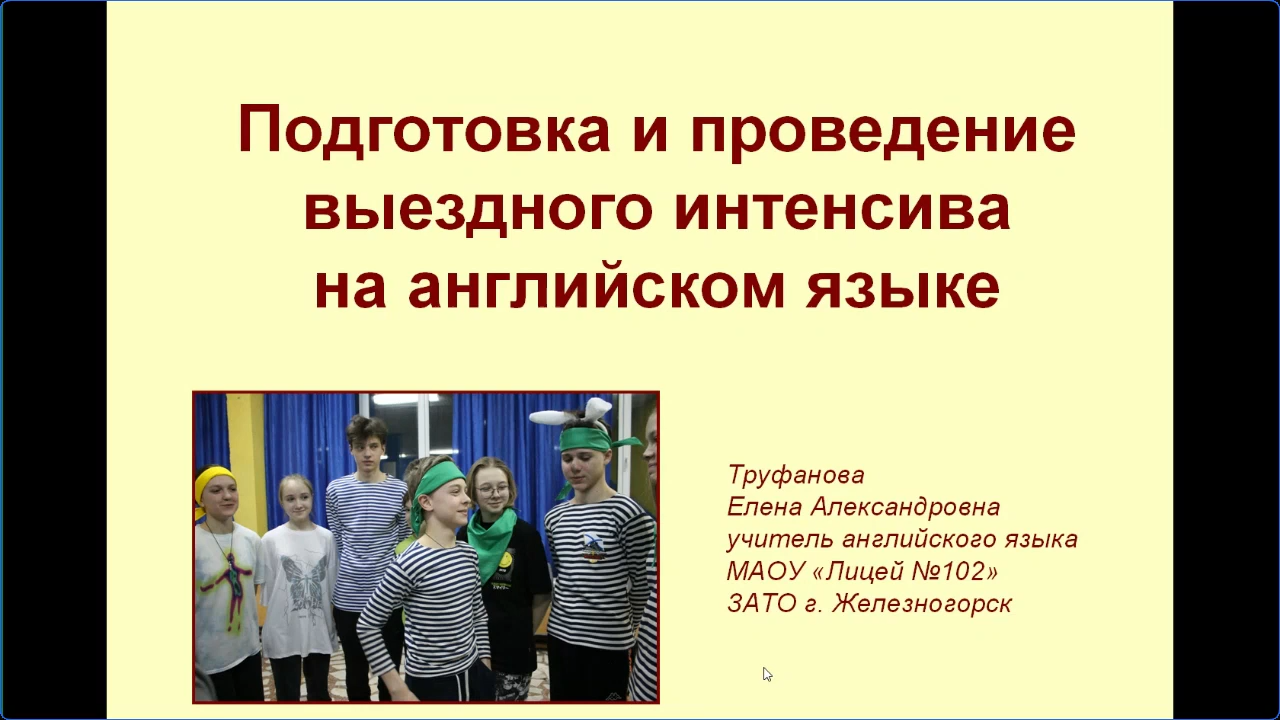 Подготовка и проведение
выездного интенсива
на английском языке
Труфанова
Елена Александровна
учитель английского языка
МАОУ «Лицей №102»
ЗАТО г. Железногорск